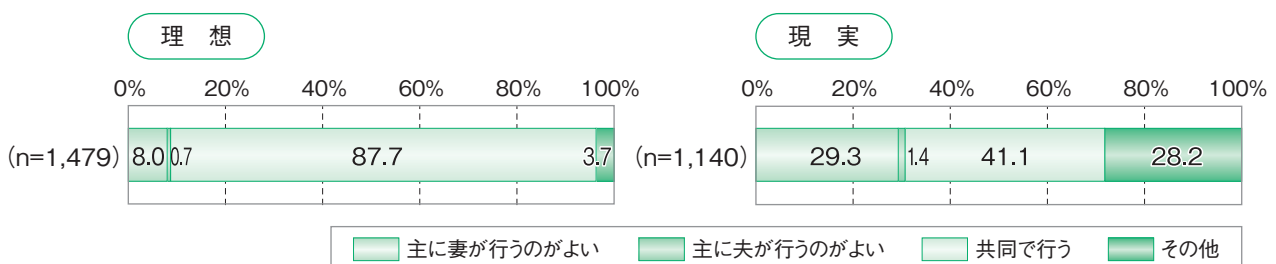 理 想
現 実
0% 20% 40% 60% 80% 100%
0% 20% 40% 60% 80% 100%
(n=1,479) 8.0 0.7 87.7 3.7
(n=1,140) 29.3 1.4 41.1 28.2
主に妻が行うのがよい 主に夫が行うのがよい 共同で行う その他